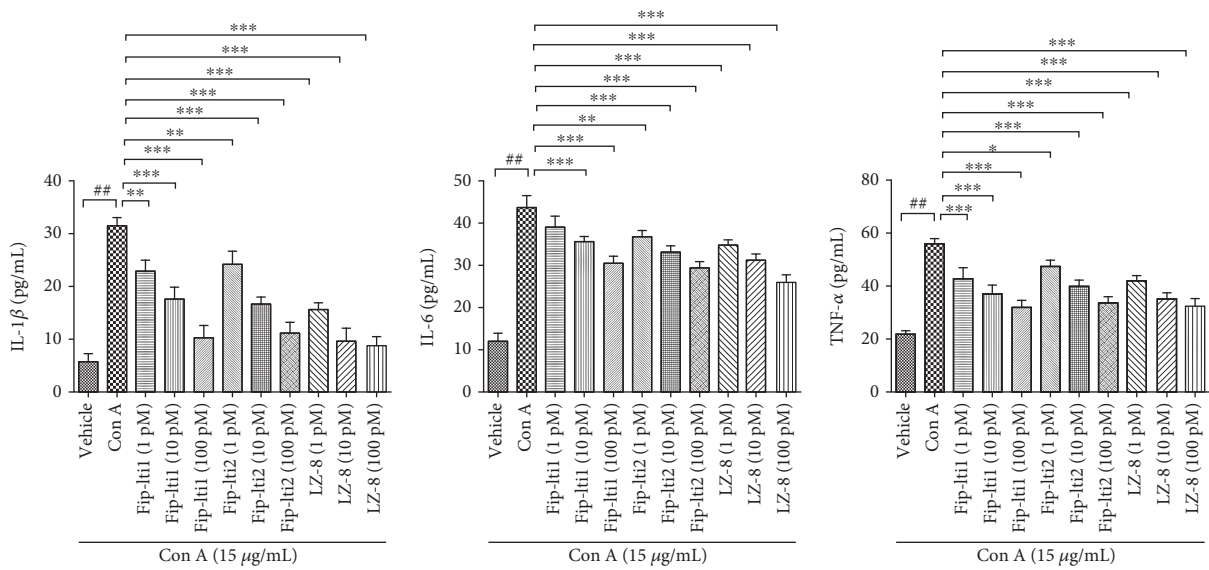 ***
***
***
***
***
**
***
***
**
##
IL-1β (pg/mL)
40
30
20
10
0
Vehicle
Con A
Fip-lti1 (1 pM)
Fip-lti1 (10 pM)
Fip-lti1 (100 pM)
Fip-lti2 (1 pM)
Fip-lti2 (10 pM)
Fip-lti2 (100 pM)
LZ-8 (1 pM)
LZ-8 (10 pM)
LZ-8 (100 pM)
Con A (15 μg/mL)
***
***
***
***
***
**
***
***
##
IL-6 (pg/mL)
50
40
30
20
10
0
Vehicle
Con A
Fip-lti1 (1 pM)
Fip-lti1 (10 pM)
Fip-lti1 (100 pM)
Fip-lti2 (1 pM)
Fip-lti2 (10 pM)
Fip-lti2 (100 pM)
LZ-8 (1 pM)
LZ-8 (10 pM)
LZ-8 (100 pM)
Con A (15 μg/mL)
***
***
***
***
***
*
***
***
***
##
TNF-α (pg/mL)
80
60
40
20
0
Vehicle
Con A
Fip-lti1 (1 pM)
Fip-lti1 (10 pM)
Fip-lti1 (100 pM)
Fip-lti2 (1 pM)
Fip-lti2 (10 pM)
Fip-lti2 (100 pM)
LZ-8 (1 pM)
LZ-8 (10 pM)
LZ-8 (100 pM)
Con A (15 μg/mL)